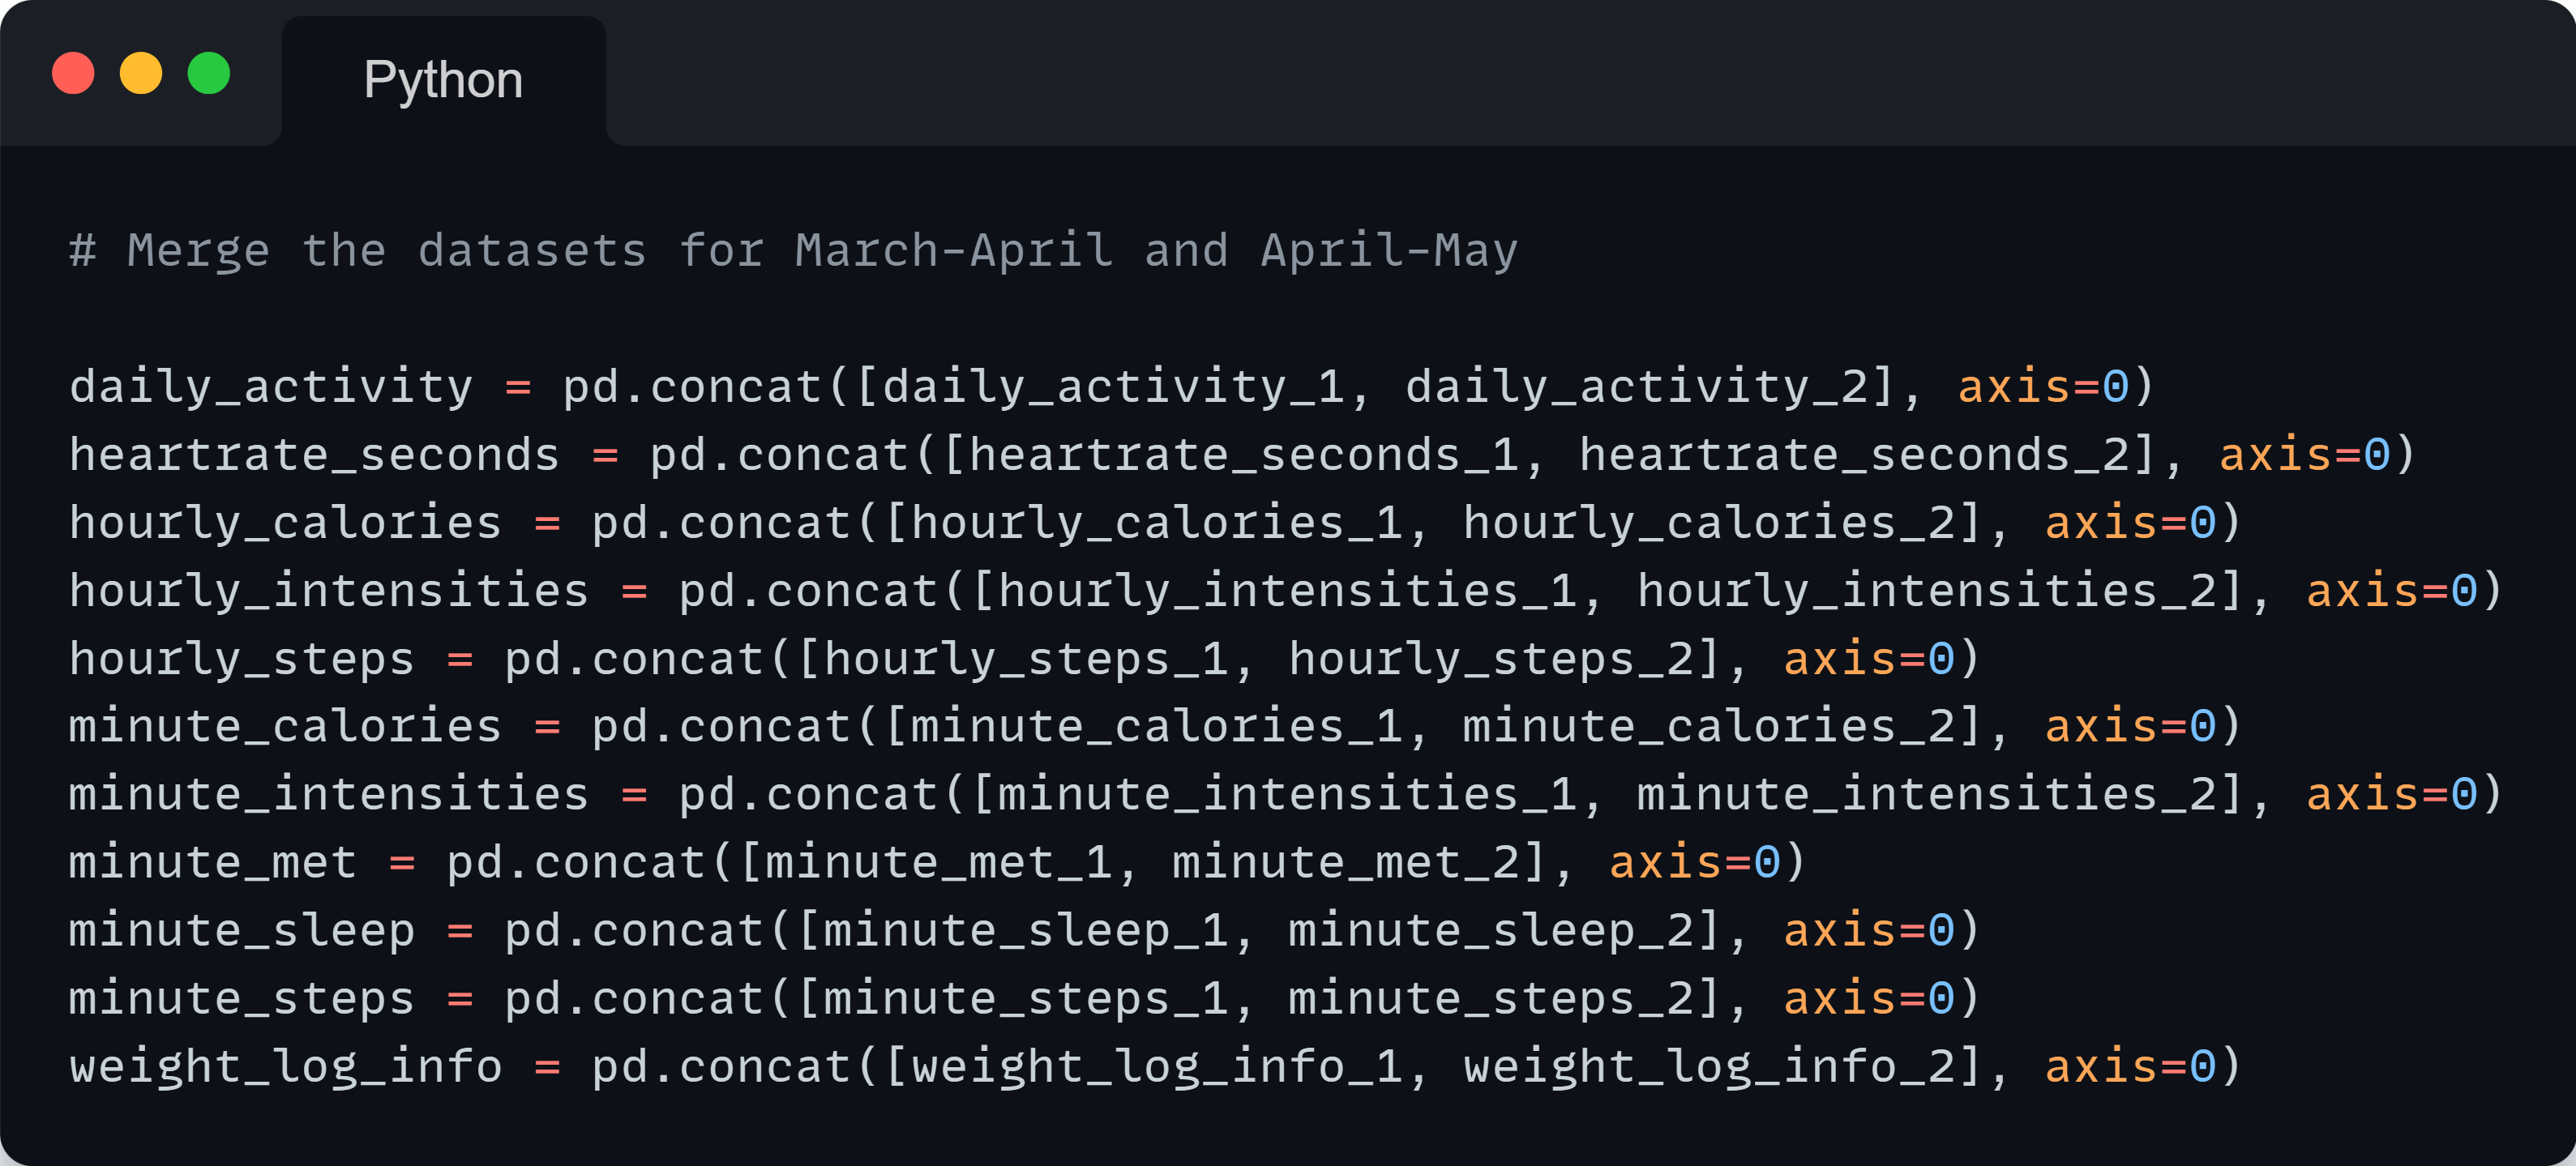 Python
# Merge the datasets for March-April and April-May
daily_activity = pd.concat([daily_activity_1, daily_activity_2], axis=0)
heartrate_seconds = pd.concat([heartrate_seconds_1, heartrate_seconds_2], axis=0)
hourly_calories = pd.concat([hourly_calories_1, hourly_calories_2], axis=0)
hourly_intensities = pd.concat([hourly_intensities_1, hourly_intensities_2], axis=0)
hourly_steps = pd.concat([hourly_steps_1, hourly_steps_2], axis=0)
minute_calories = pd.concat([minute_calories_1, minute_calories_2], axis=0)
minute_intensities = pd.concat([minute_intensities_1, minute_intensities_2], axis=0)
minute_met = pd.concat([minute_met_1, minute_met_2], axis=0)
minute_sleep = pd.concat([minute_sleep_1, minute_sleep_2], axis=0)
minute_steps = pd.concat([minute_steps_1, minute_steps_2], axis=0)
weight_log_info = pd.concat([weight_log_info_1, weight_log_info_2], axis=0)